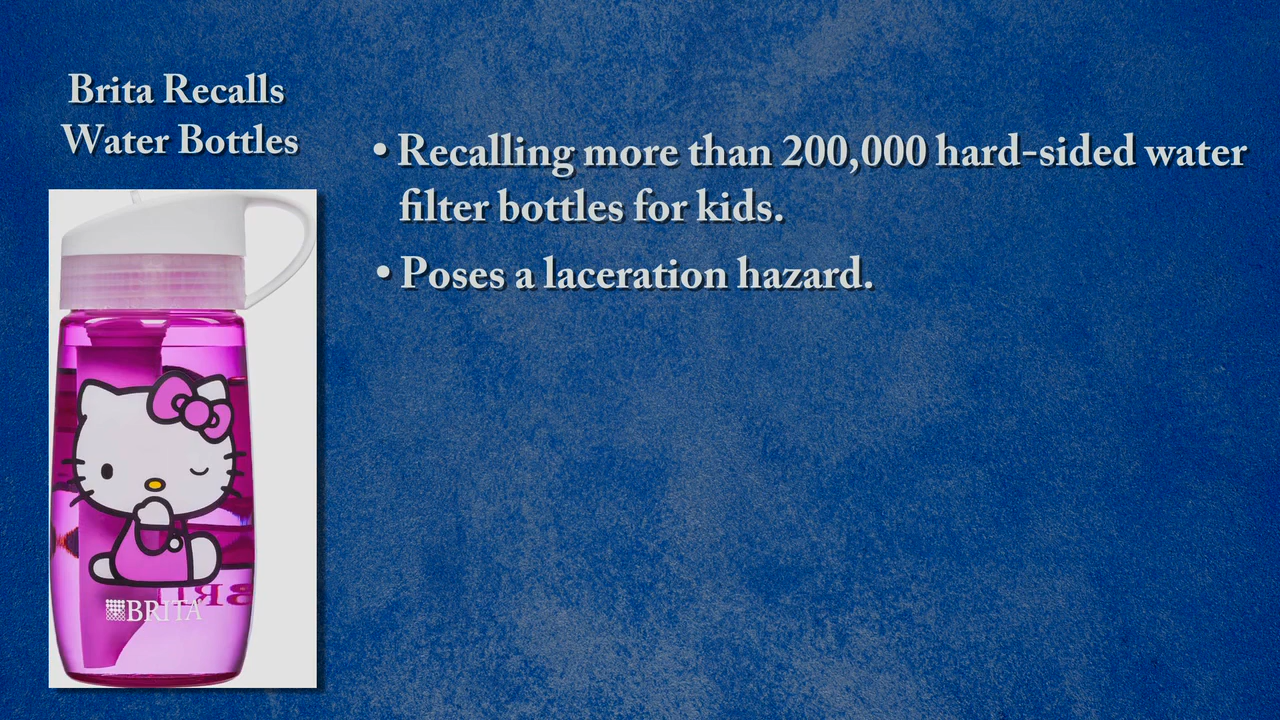 Brita Recalls
Water Bottles
• Recalling more than 200,000 hard-sided water
filter bottles for kids.
• Poses a laceration hazard.
BRITA